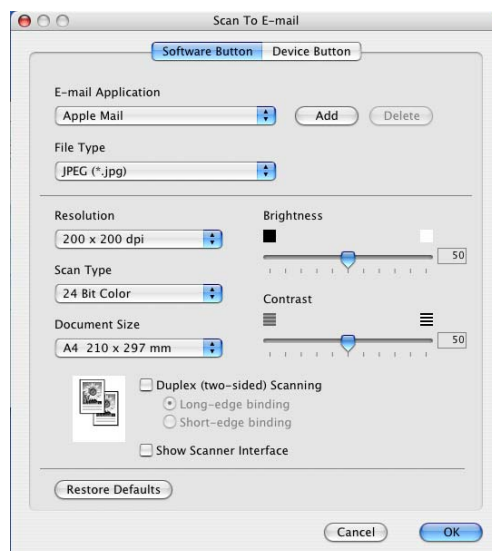 Scan To E-mail
Software Button Device Button
E-mail Application
Apple Mail Add Delete
File Type
JPEG (*.jpg)
Resolution Brightness
200 x 200 dpi 50
Scan Type
24 Bit Color
Contrast
Document Size
A4 210 x 297 mm 50
Duplex (two-sided) Scanning
Long-edge binding
Short-edge binding
Show Scanner Interface
Restore Defaults
Cancel OK